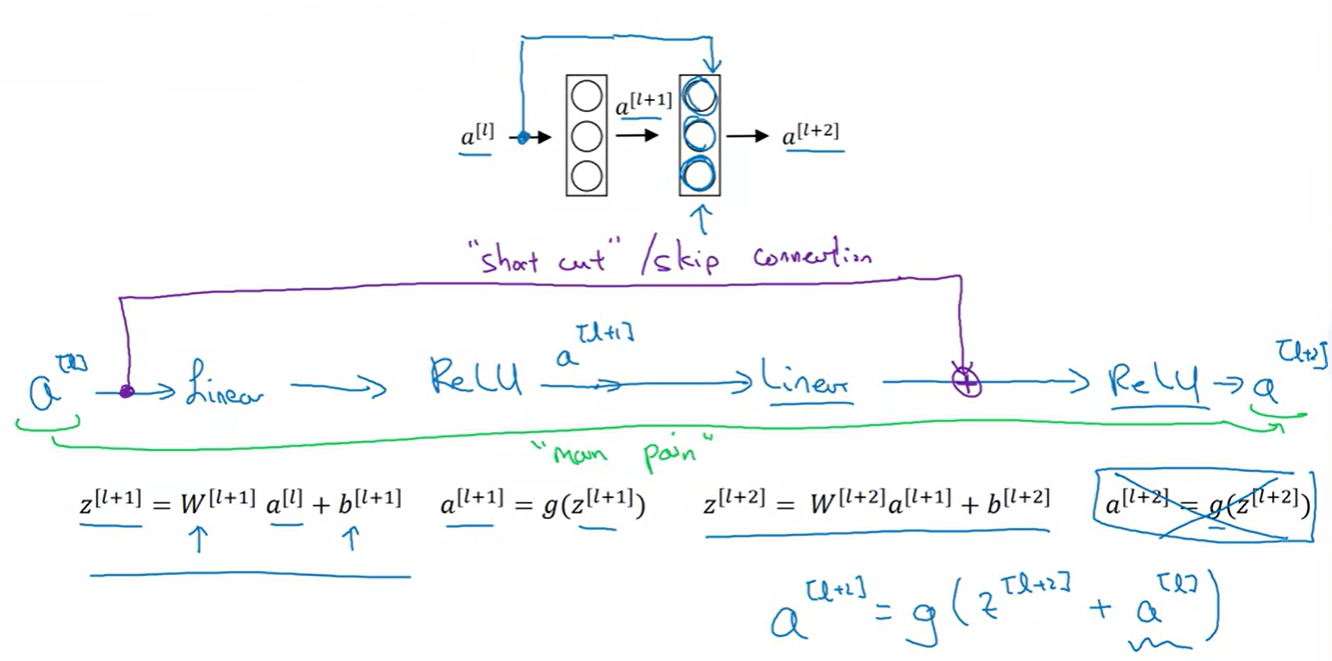 a[l] a[l+1] a[l+2]
"short cut" / skip connection
a[l] Linear ReLU a[l+1] Linear ReLU a[l+2]
"main pain"
z[l+1] = W[l+1] a[l] + b[l+1] a[l+1] = g(z[l+1]) z[l+2] = W[l+2]a[l+1] + b[l+2] a[l+2] = g(z[l+2])
a[l+2] = g(z[l+2] + a[l])